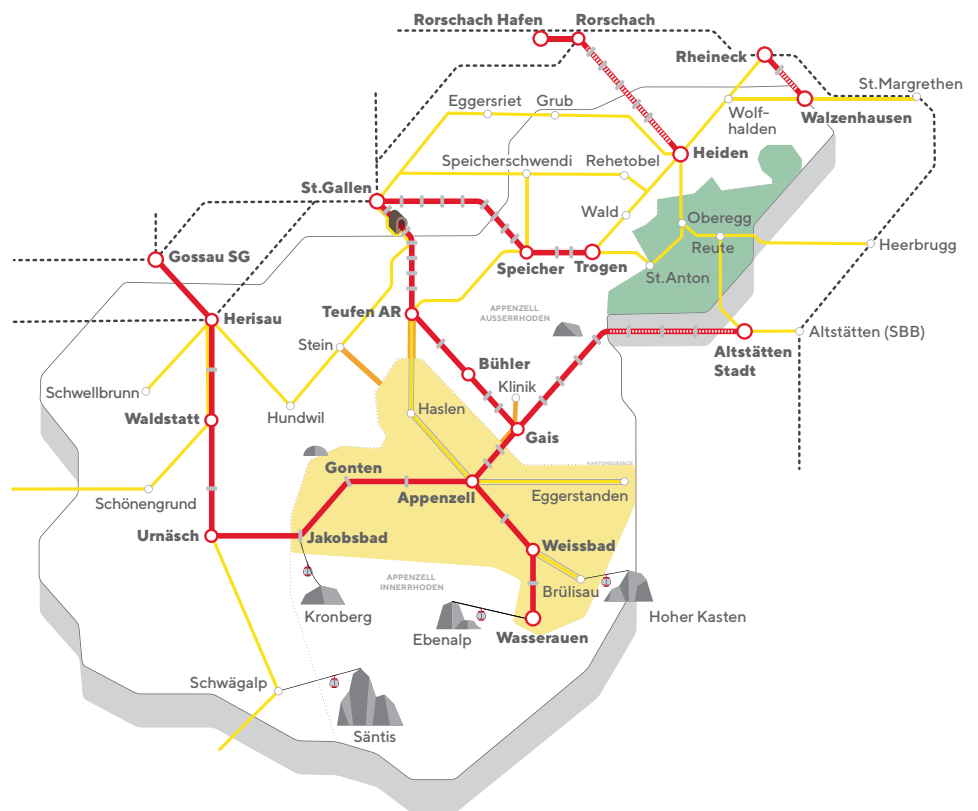 Rorschach Hafen
Rorschach
Rheineck
St.Margrethen
Eggersriet
Grub
Wolf-
halden
Walzenhausen
Heiden
Speicherschwendi
Rehetobel
St.Gallen
Wald
Oberegg
Reute
Heerbrugg
Gossau SG
Speicher
Trogen
St.Anton
Herisau
Teufen AR
APPENZELL
AUSSERRHODEN
Altstätten (SBB)
Altstätten
Stadt
Stein
Bühler
Klinik
Schwellbrunn
Hundwil
Haslen
Waldstatt
Gais
KANTONSGRENZE
Gonten
Appenzell
Eggerstanden
Schönengrund
Urnäsch
Jakobsbad
Weissbad
APPENZELL
INNERRHODEN
Brülisau
Kronberg
Hoher Kasten
Ebenalp
Wasserauen
Schwägalp
Säntis